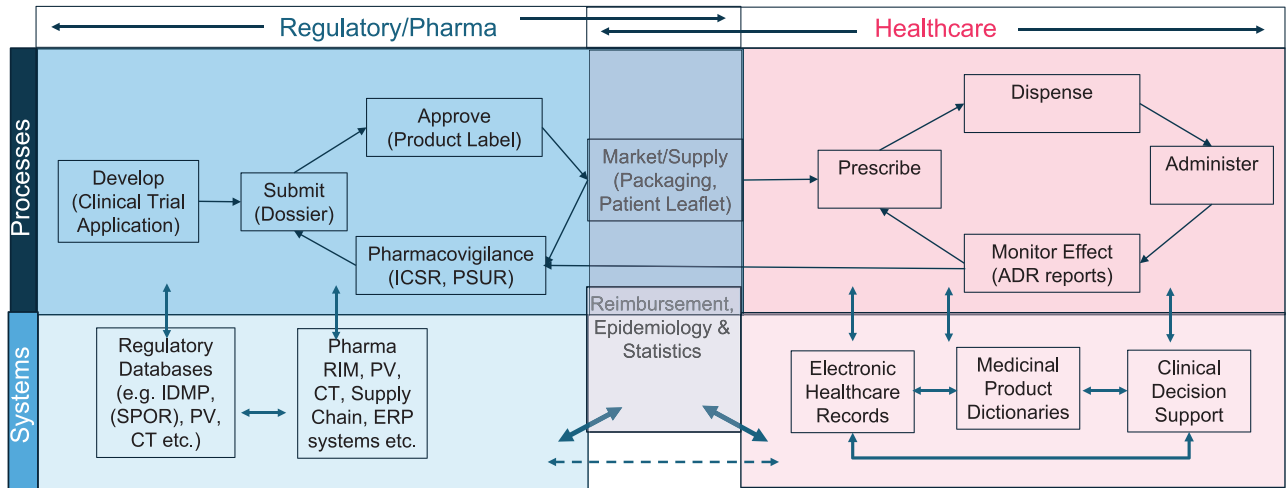 Regulatory/Pharma
Healthcare
Processes
Develop
(Clinical Trial
Application)
Submit
(Dossier)
Approve
(Product Label)
Pharmacovigilance
(ICSR, PSUR)
Market/Supply
(Packaging,
Patient Leaflet)
Prescribe
Dispense
Administer
Monitor Effect
(ADR reports)
Reimbursement,
Epidemiology &
Statistics
Systems
Regulatory
Databases
(e.g. IDMP,
(SPOR), PV,
CT etc.)
Pharma
RIM, PV,
CT, Supply
Chain, ERP
systems etc.
Electronic
Healthcare
Records
Medicinal
Product
Dictionaries
Clinical
Decision
Support